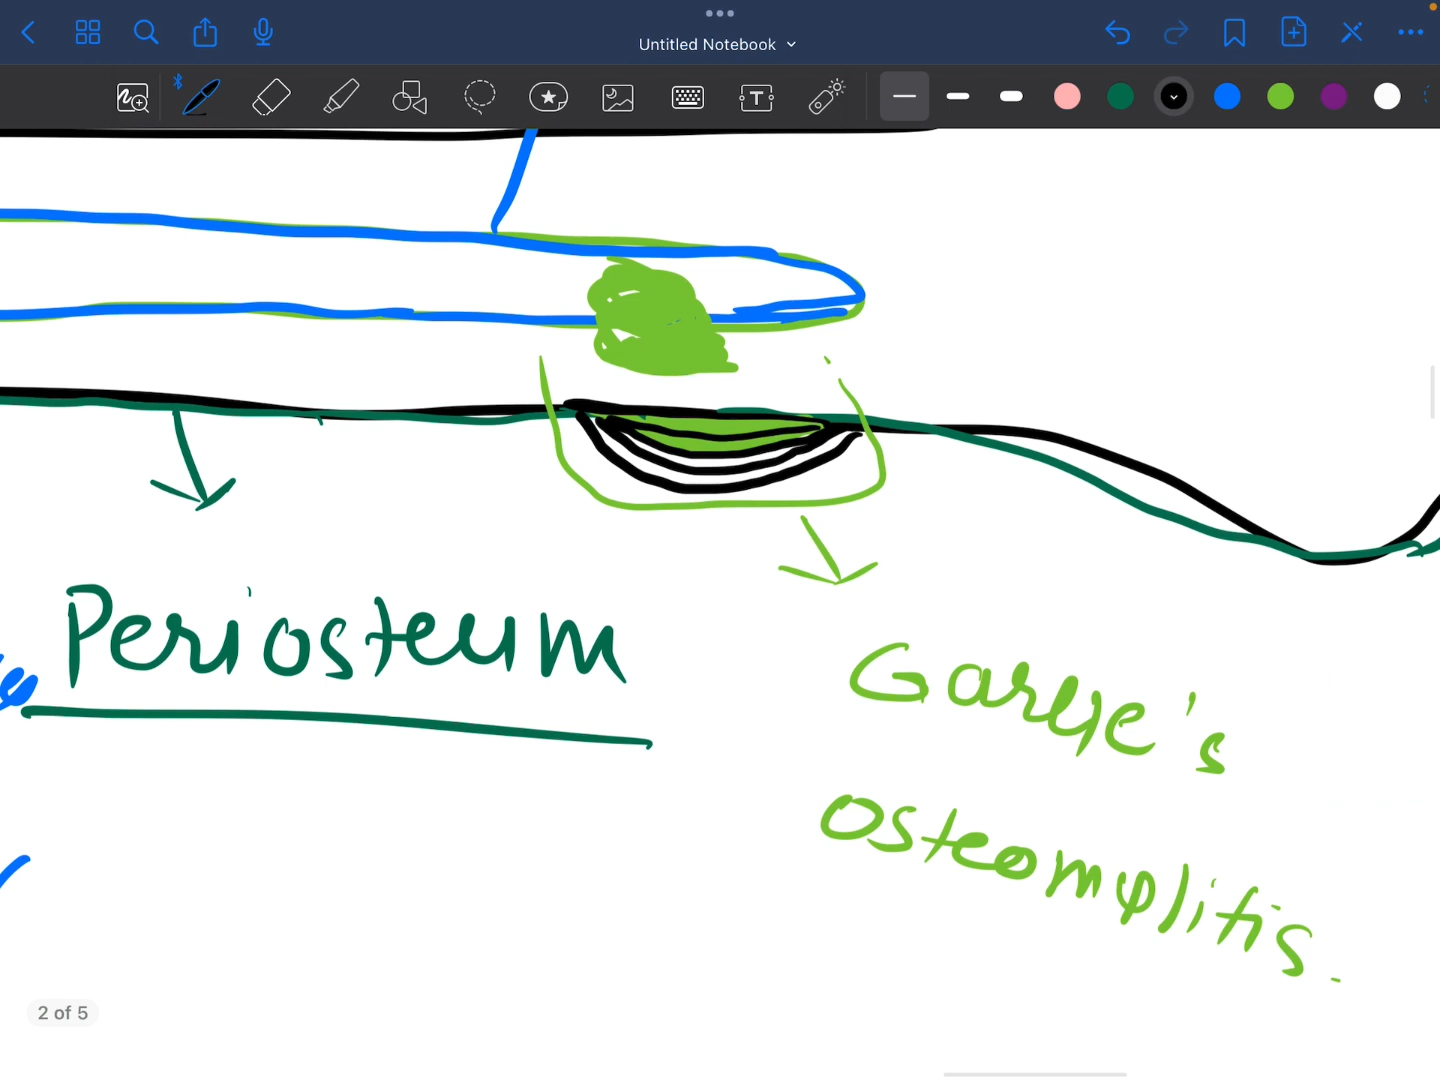 Untitled Notebook
T
Periosteum
Garre's
osteomylitis.
2 of 5